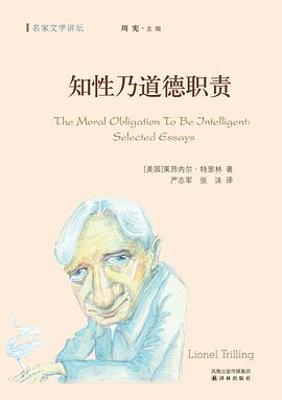 名家文学讲坛
周宪·主编
知性乃道德职责
The Moral Obligation To Be Intelligent:
Selected Essays
[美国]莱昂内尔·特里林 著
严志军 张沫 译
Lionel Trilling
凤凰出版传媒集团
译林出版社